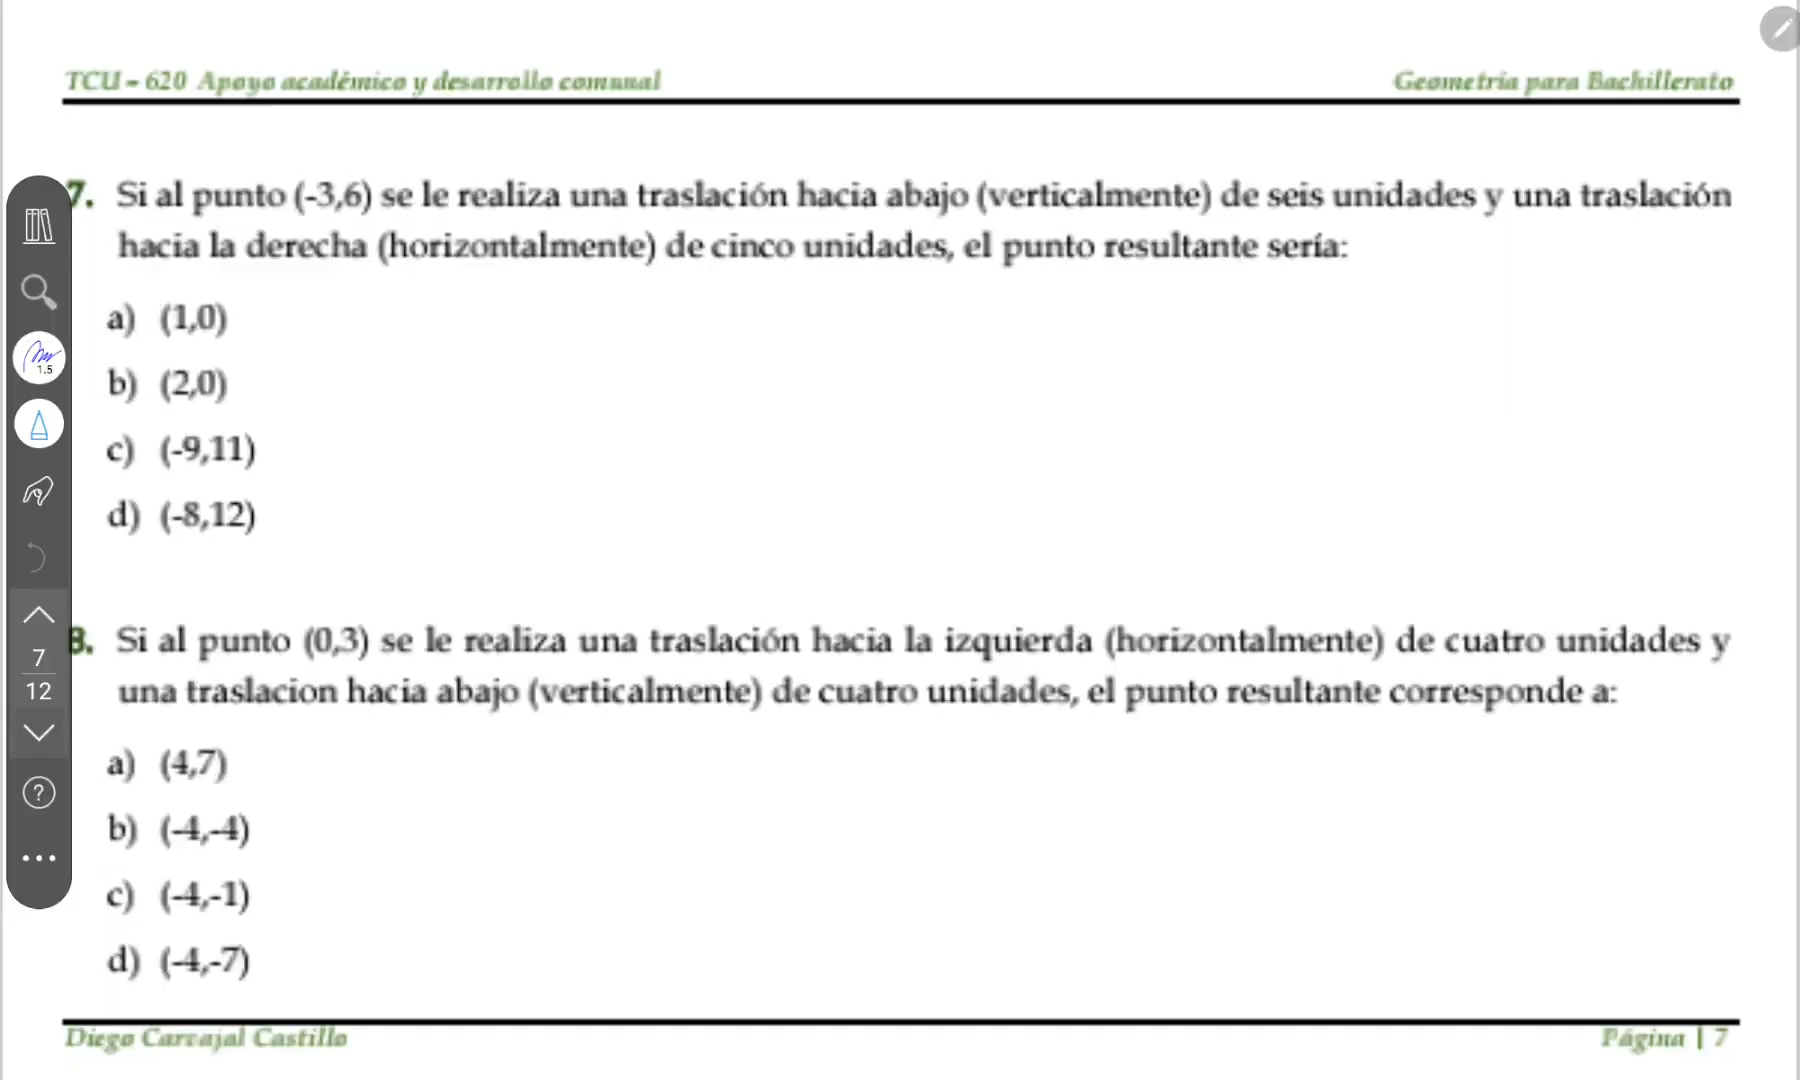 TCU – 620 Apoyo académico y desarrollo comunal
Geometría para Bachillerato
7. Si al punto (-3,6) se le realiza una traslación hacia abajo (verticalmente) de seis unidades y una traslación
hacia la derecha (horizontalmente) de cinco unidades, el punto resultante sería:
a) (1,0)
b) (2,0)
c) (-9,11)
d) (-8,12)
8. Si al punto (0,3) se le realiza una traslación hacia la izquierda (horizontalmente) de cuatro unidades y
una traslacion hacia abajo (verticalmente) de cuatro unidades, el punto resultante corresponde a:
a) (4,7)
b) (-4,-4)
c) (-4,-1)
d) (-4,-7)
Diego Carvajal Castillo
Página | 7
1.5
7
12
?